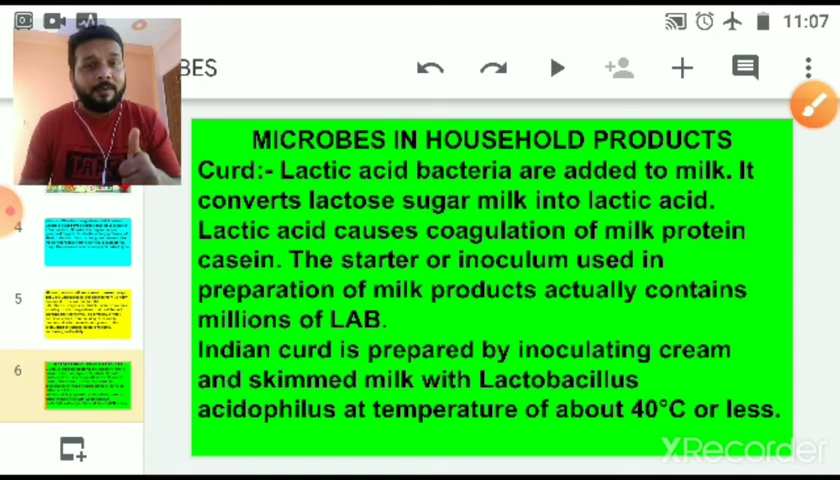 11:07
BES
MICROBES IN HOUSEHOLD PRODUCTS
Curd:- Lactic acid bacteria are added to milk. It
converts lactose sugar milk into lactic acid.
Lactic acid causes coagulation of milk protein
casein. The starter or inoculum used in
preparation of milk products actually contains
millions of LAB.
Indian curd is prepared by inoculating cream
and skimmed milk with Lactobacillus
acidophilus at temperature of about 40°C or less.
4
5
6
XRecorder